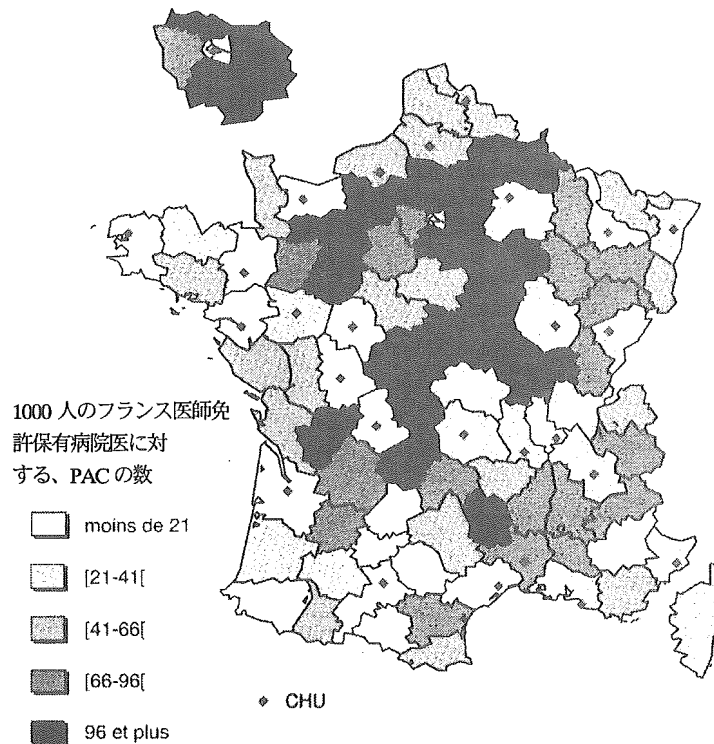 1000 人のフランス医師免
許保有病院医に対
する、PAC の数
moins de 21
[21-41[
[41-66[
[66-96[
96 et plus
CHU